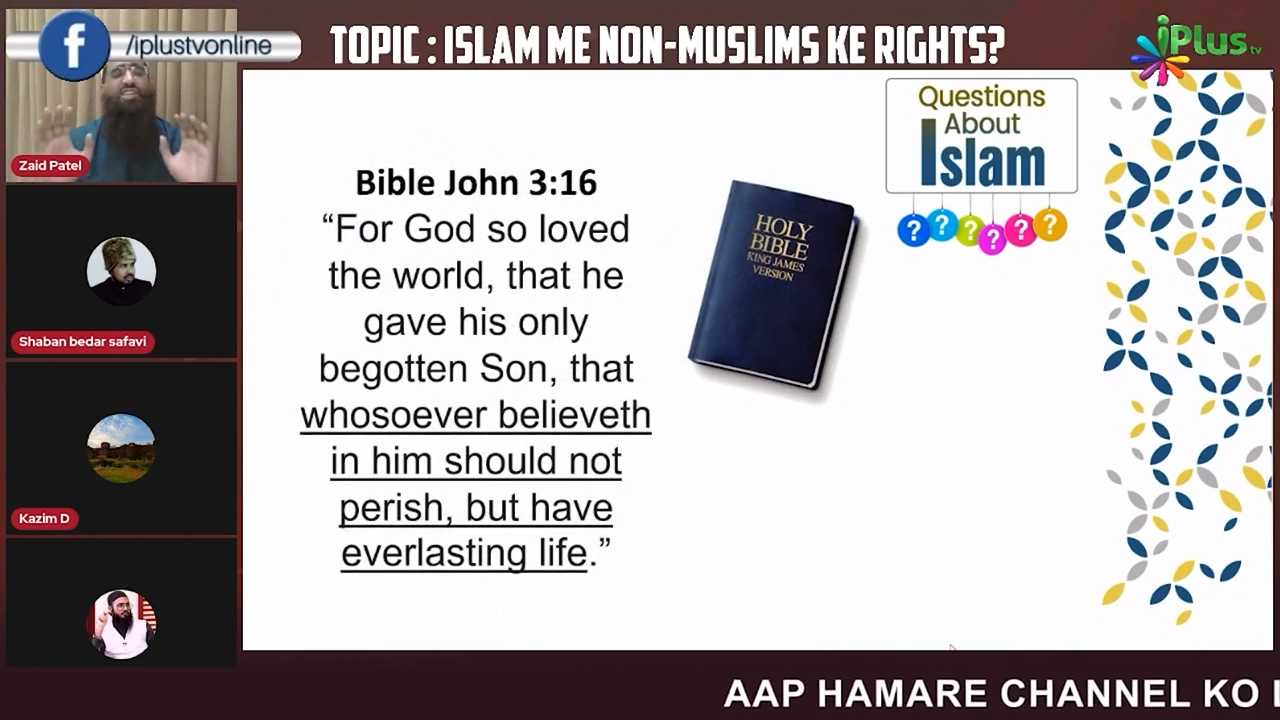 /iplustvonline
TOPIC : ISLAM ME NON-MUSLIMS KE RIGHTS?
iPlus tv
Zaid Patel
Shaban bedar safavi
Kazim D
Questions
About
Islam
? ? ? ? ? ?
Bible John 3:16
“For God so loved
the world, that he
gave his only
begotten Son, that
whosoever believeth
in him should not
perish, but have
everlasting life.”
HOLY
BIBLE
KING JAMES
VERSION
AAP HAMARE CHANNEL KO